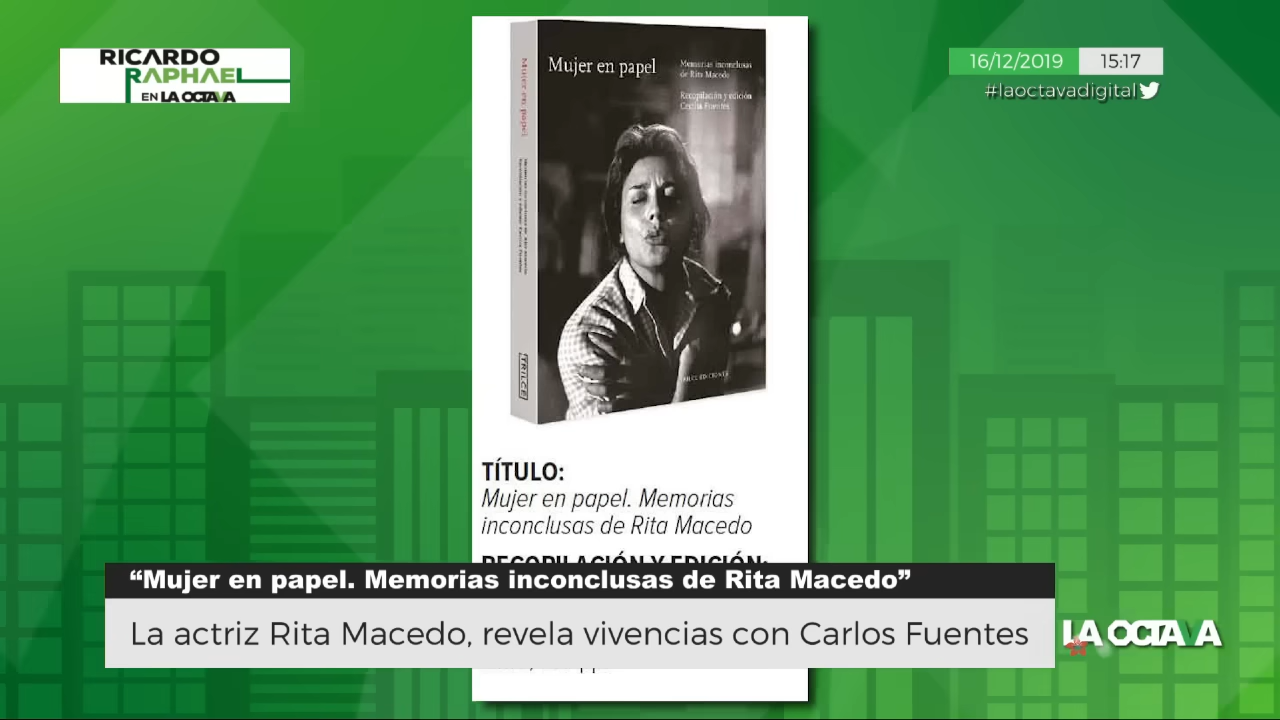 RICARDO
RAPHAEL
EN LA OCTAVA
16/12/2019
15:17
#laoctavadigital
Mujer en papel
Memorias inconclusas
de Rita Macedo
Recopilación y edición
Cecilia Fuentes
Mujer en papel
TRILCE
TÍTULO:
Mujer en papel. Memorias
inconclusas de Rita Macedo
RECOPILACIÓN Y EDICIÓN:
“Mujer en papel. Memorias inconclusas de Rita Macedo”
La actriz Rita Macedo, revela vivencias con Carlos Fuentes
LA OCTAVA